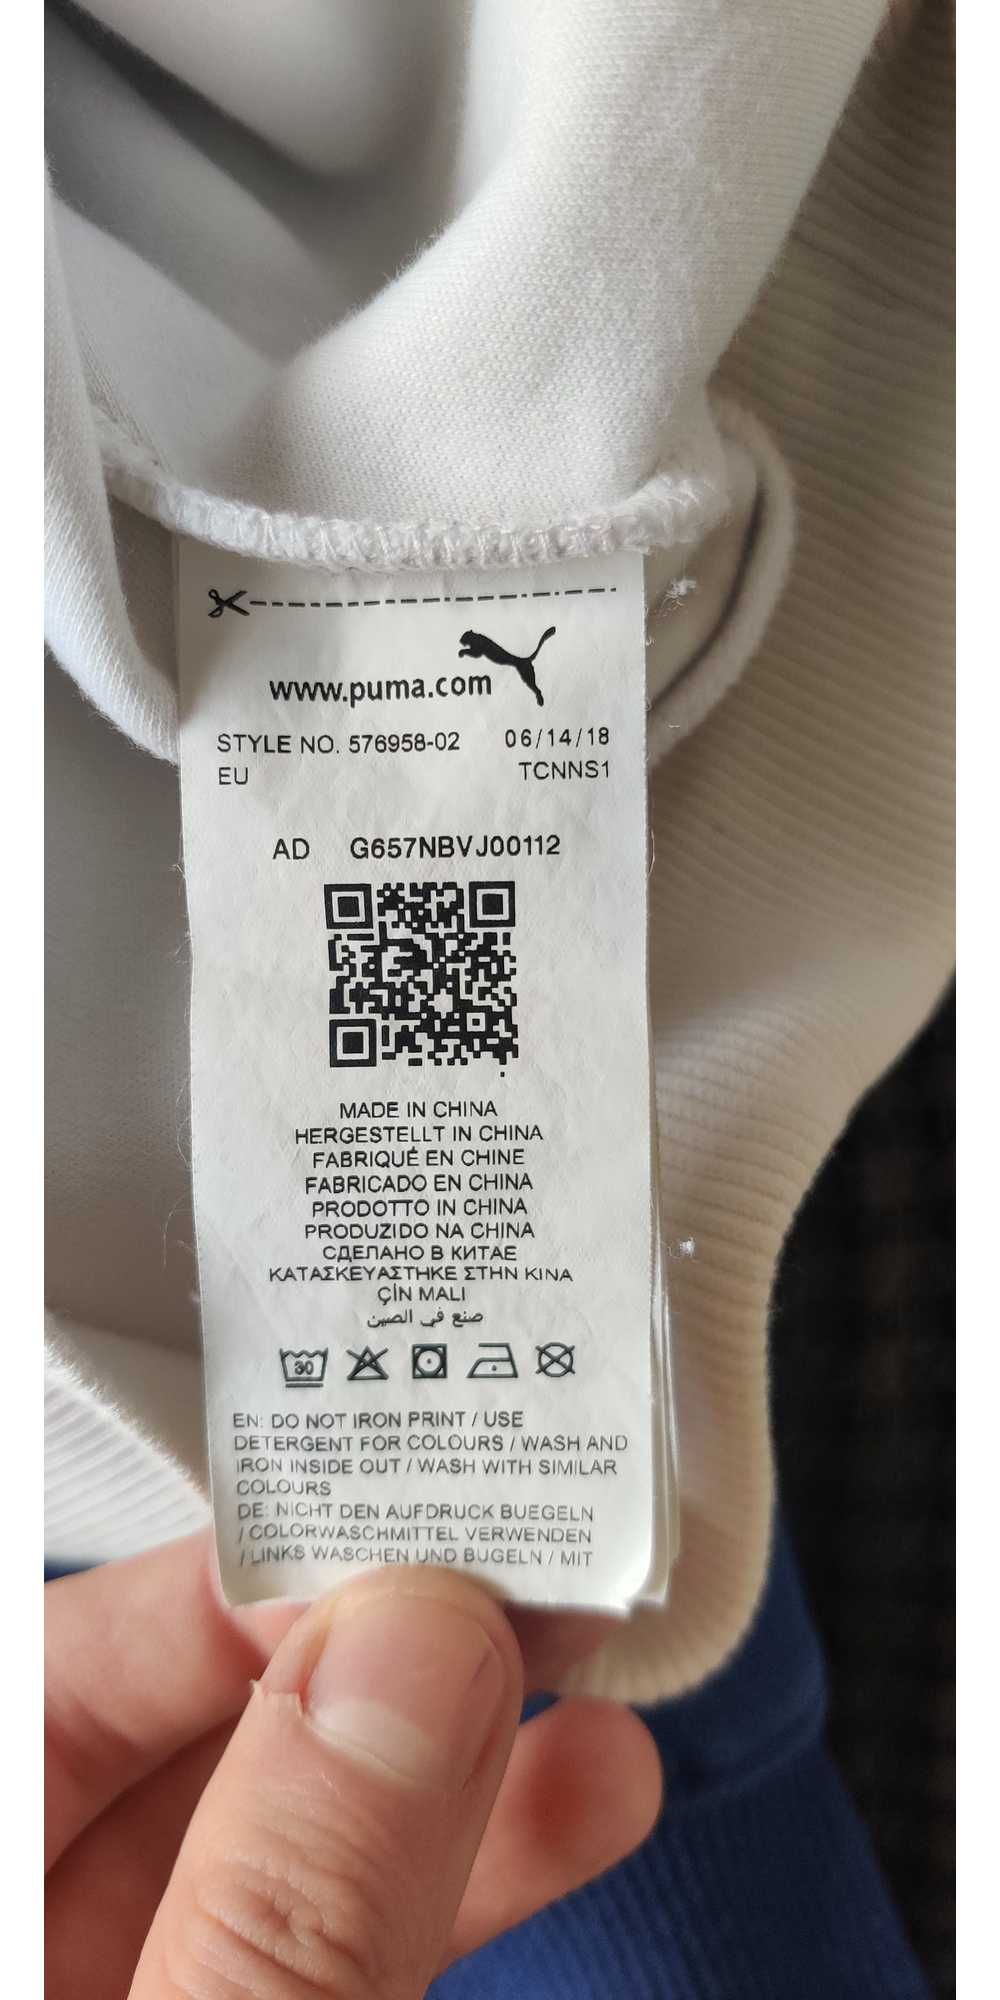 www.puma.com
STYLE NO. 576958-02 06/14/18
EU TCNNS1
AD G657NBVJ00112
MADE IN CHINA
HERGESTELLT IN CHINA
FABRIQUÉ EN CHINE
FABRICADO EN CHINA
PRODOTTO IN CHINA
PRODUZIDO NA CHINA
СДЕЛАНО В КИТАЕ
ΚΑΤΑΣΚΕΥΑΣΤΗΚΕ ΣΤΗΝ ΚΙΝΑ
ÇİN MALI
صنع في الصين
30
EN: DO NOT IRON PRINT / USE
DETERGENT FOR COLOURS / WASH AND
IRON INSIDE OUT / WASH WITH SIMILAR
COLOURS
DE: NICHT DEN AUFDRUCK BUEGELN
/ COLORWASCHMITTEL VERWENDEN
/ LINKS WASCHEN UND BUGELN / MIT